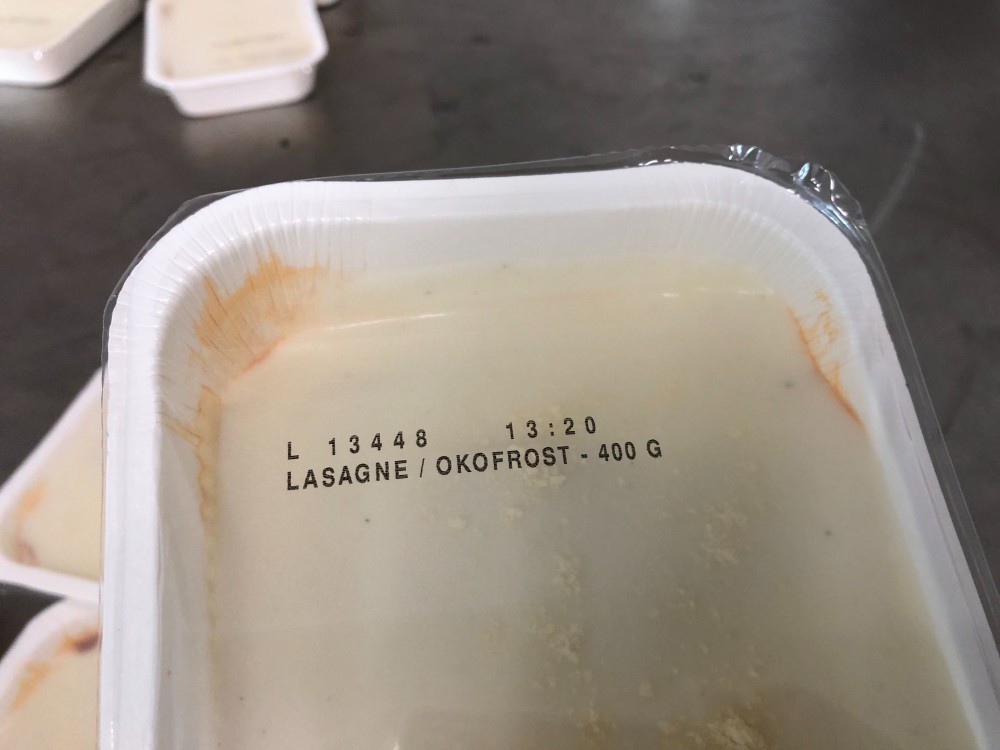 L 13448 13:20
LASAGNE / OKOFROST - 400 G